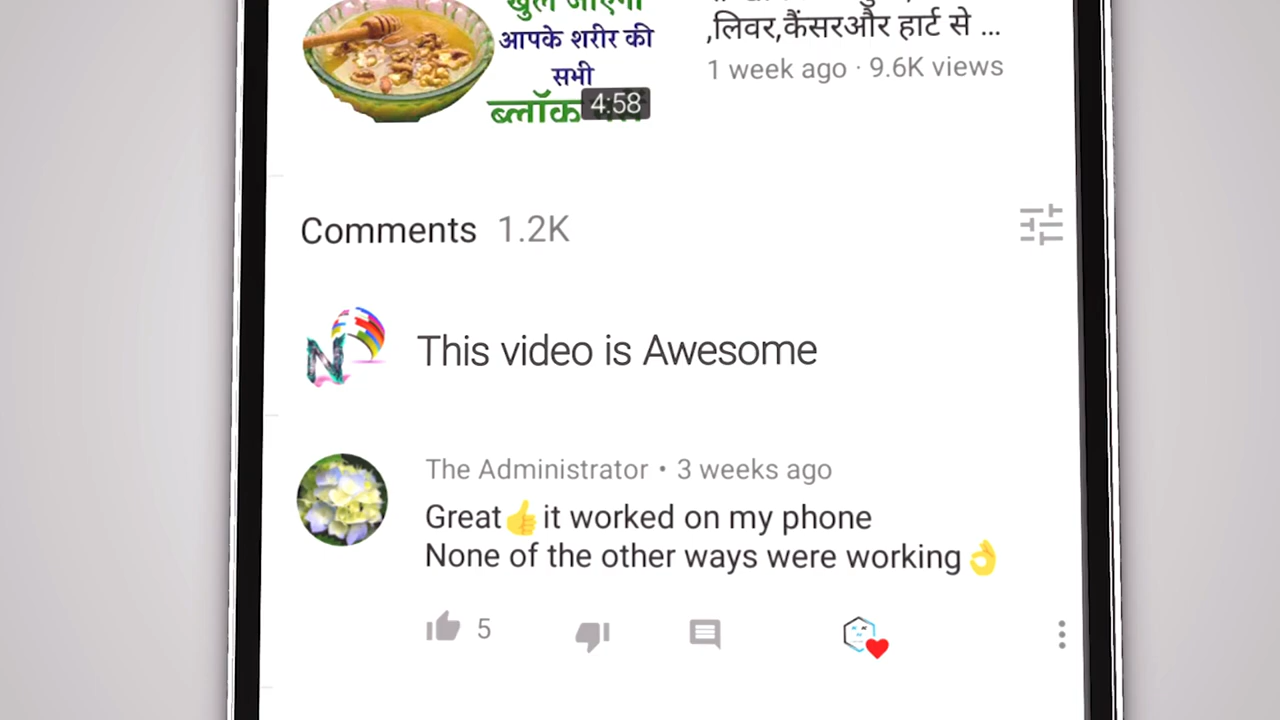 आपके शरीर की
सभी
ब्लॉक
4:58
,लिवर,कैंसरऔर हार्ट से ...
1 week ago · 9.6K views
Comments 1.2K
N
This video is Awesome
The Administrator • 3 weeks ago
Great👍it worked on my phone
None of the other ways were working👌
5